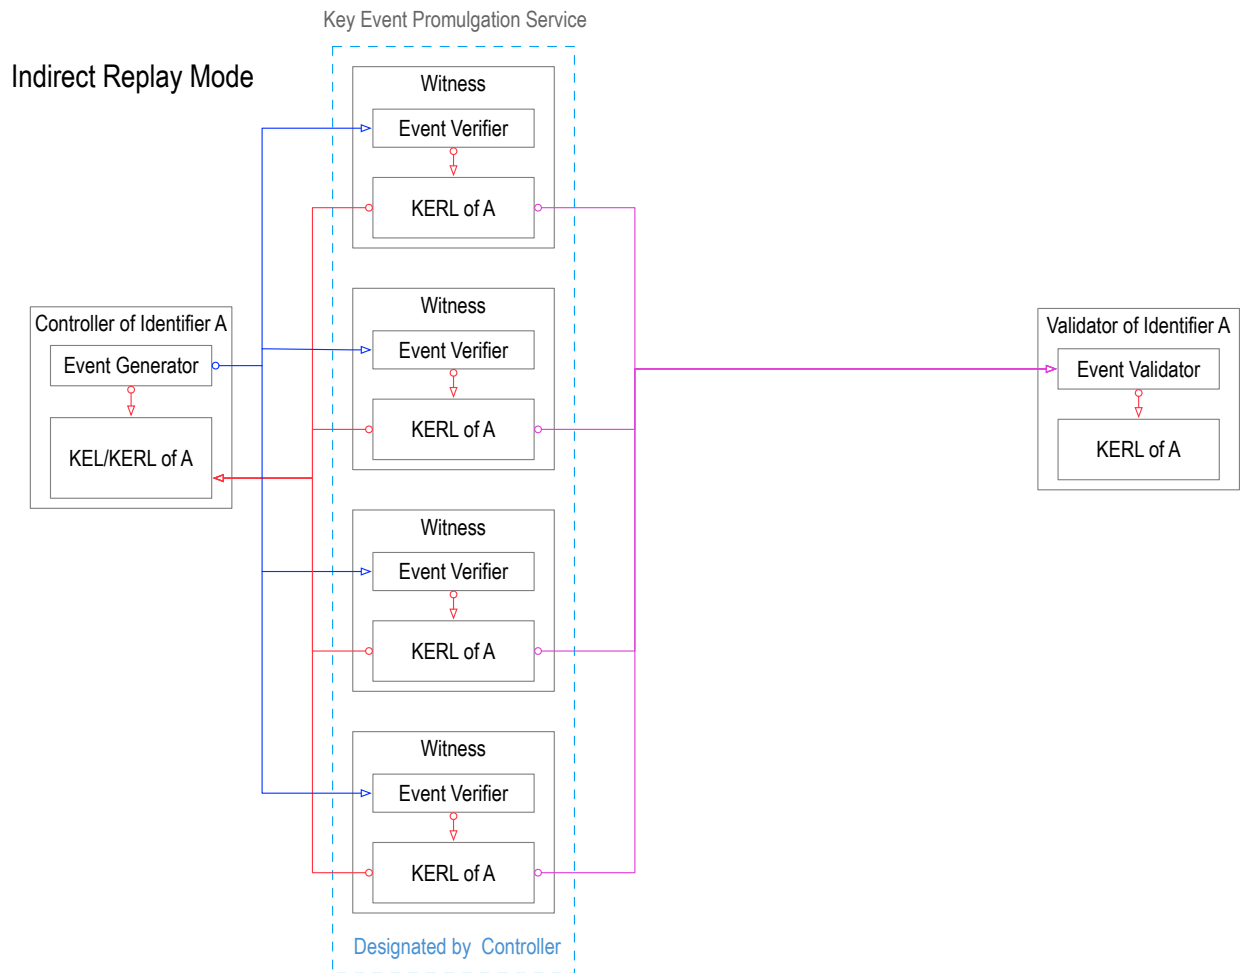 Key Event Promulgation Service
Indirect Replay Mode
Witness
Event Verifier
KERL of A
Witness
Event Verifier
KERL of A
Controller of Identifier A
Event Generator
KEL/KERL of A
Validator of Identifier A
Event Validator
KERL of A
Witness
Event Verifier
KERL of A
Witness
Event Verifier
KERL of A
Designated by Controller